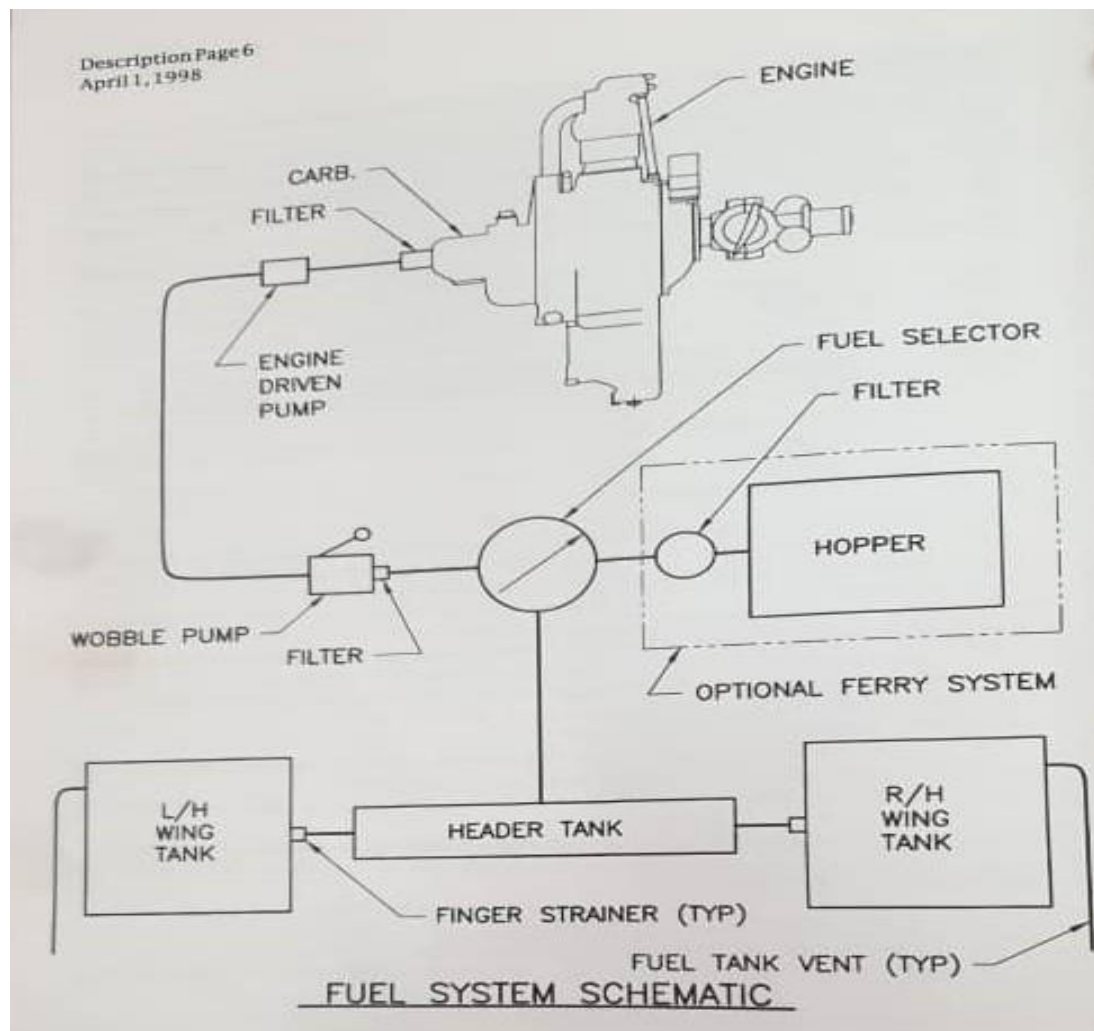 Description Page 6
April 1, 1998
ENGINE
CARB.
FILTER
ENGINE
DRIVEN
PUMP
FUEL SELECTOR
FILTER
HOPPER
WOBBLE PUMP
FILTER
OPTIONAL FERRY SYSTEM
L/H
WING
TANK
HEADER TANK
R/H
WING
TANK
FINGER STRAINER (TYP)
FUEL TANK VENT (TYP)
FUEL SYSTEM SCHEMATIC